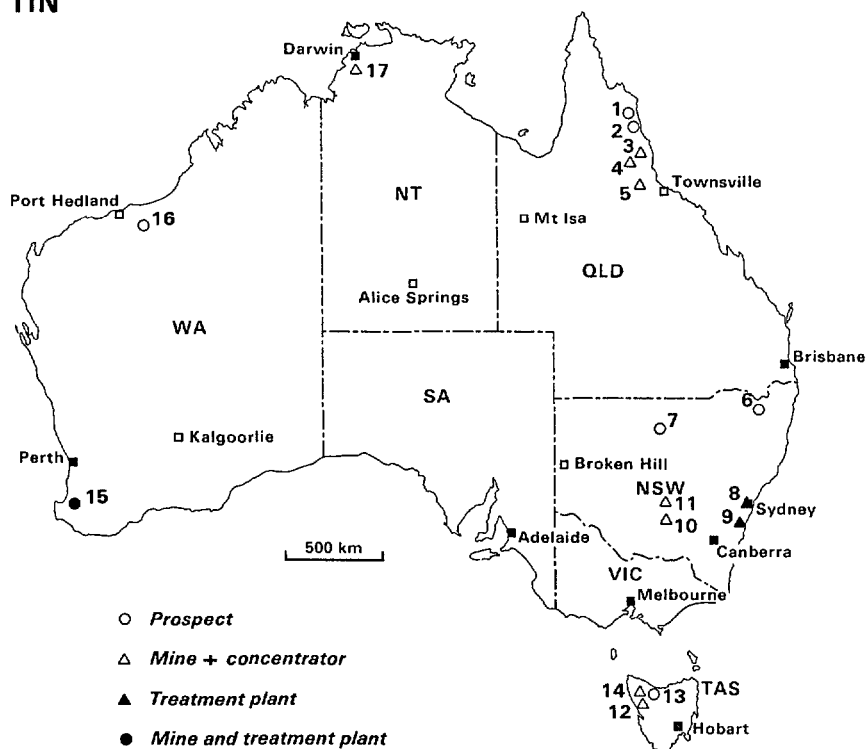 TIN
Darwin
17
1
2
3
4
5
Townsville
Port Hedland
16
NT
Mt Isa
QLD
Alice Springs
WA
Brisbane
SA
6
7
Kalgoorlie
Perth
Broken Hill
NSW
8
Sydney
15
11
9
10
Adelaide
Canberra
500 km
VIC
Melbourne
Prospect
Mine + concentrator
14
13
TAS
12
Treatment plant
Hobart
Mine and treatment plant